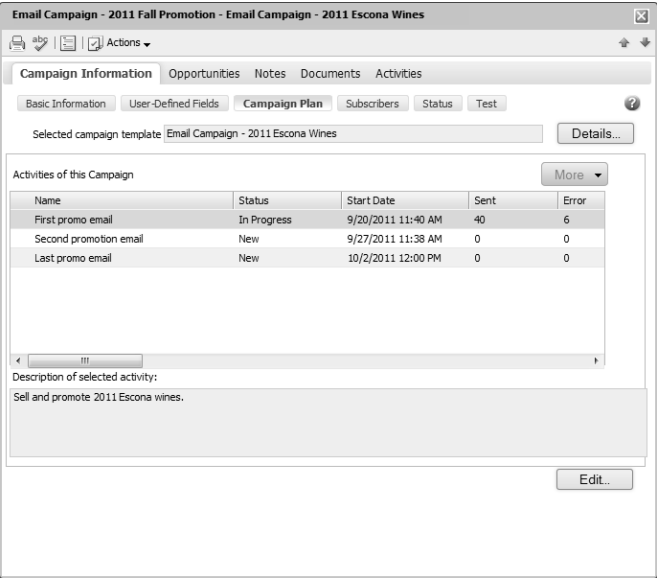 Email Campaign - 2011 Fall Promotion - Email Campaign - 2011 Escona Wines
abc Actions
Campaign Information Opportunities Notes Documents Activities
Basic Information User-Defined Fields Campaign Plan Subscribers Status Test ?
Selected campaign template Email Campaign - 2011 Escona Wines Details...
Activities of this Campaign More
Name Status Start Date Sent Error
First promo email In Progress 9/20/2011 11:40 AM 40 6
Second promotion email New 9/27/2011 11:38 AM 0 0
Last promo email New 10/2/2011 12:00 PM 0 0
Description of selected activity:
Sell and promote 2011 Escona wines.
Edit...